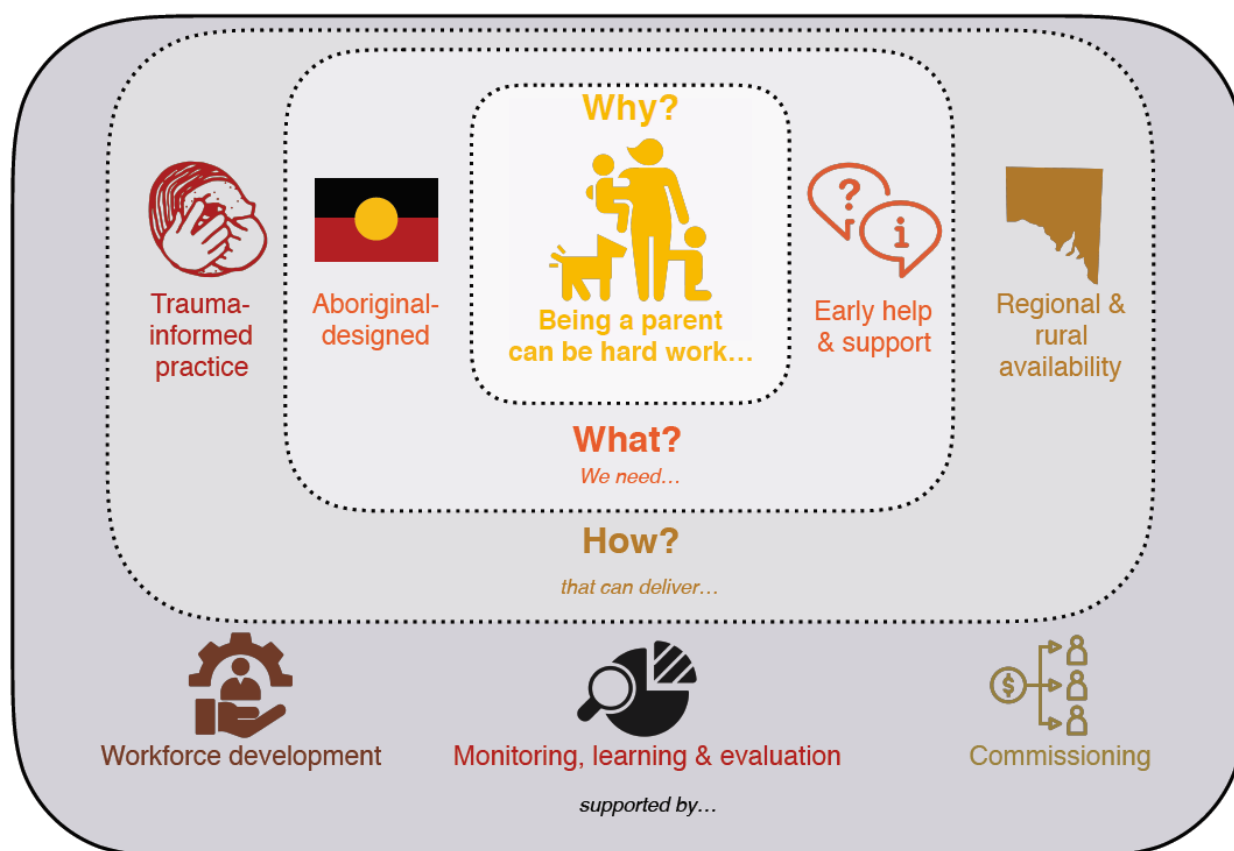 Why?
Being a parent
can be hard work…
Trauma-
informed
practice
Aboriginal-
designed
?
i
Early help
& support
Regional &
rural
availability
What?
We need…
How?
that can deliver…
$
Workforce development
Monitoring, learning & evaluation
Commissioning
supported by…